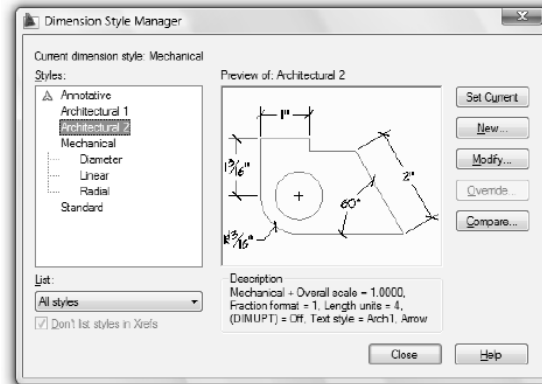 Dimension Style Manager
Current dimension style: Mechanical
Styles:
Annotative
Architectural 1
Architectural 2
Mechanical
Diameter
Linear
Radial
Standard
Preview of: Architectural 2
1"
2"
60°
Set Current
New...
Modify...
Override...
Compare...
List:
All styles
Don't list styles in Xrefs
Description
Mechanical + Overall scale = 1.0000,
Fraction format = 1, Length units = 4,
(DIMUPT) = Off, Text style = Arch1, Arrow
Close
Help